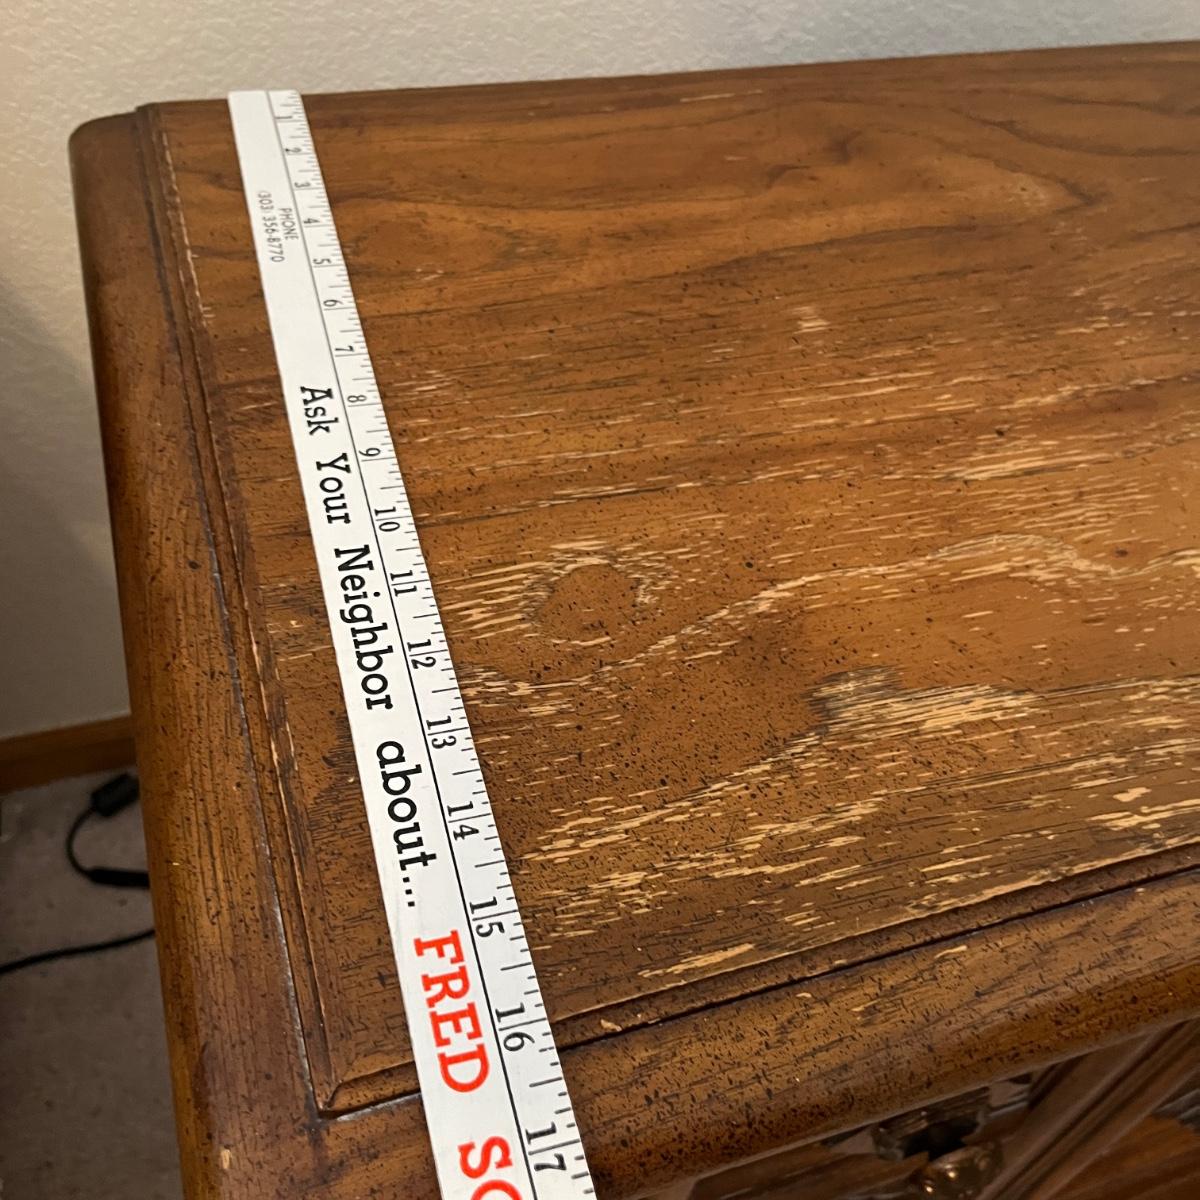 1 2 3 4 5 6 7 8 9 10 11 12 13 14 15 16 17
PHONE
(303) 356-8770
Ask Your Neighbor about... FRED SC